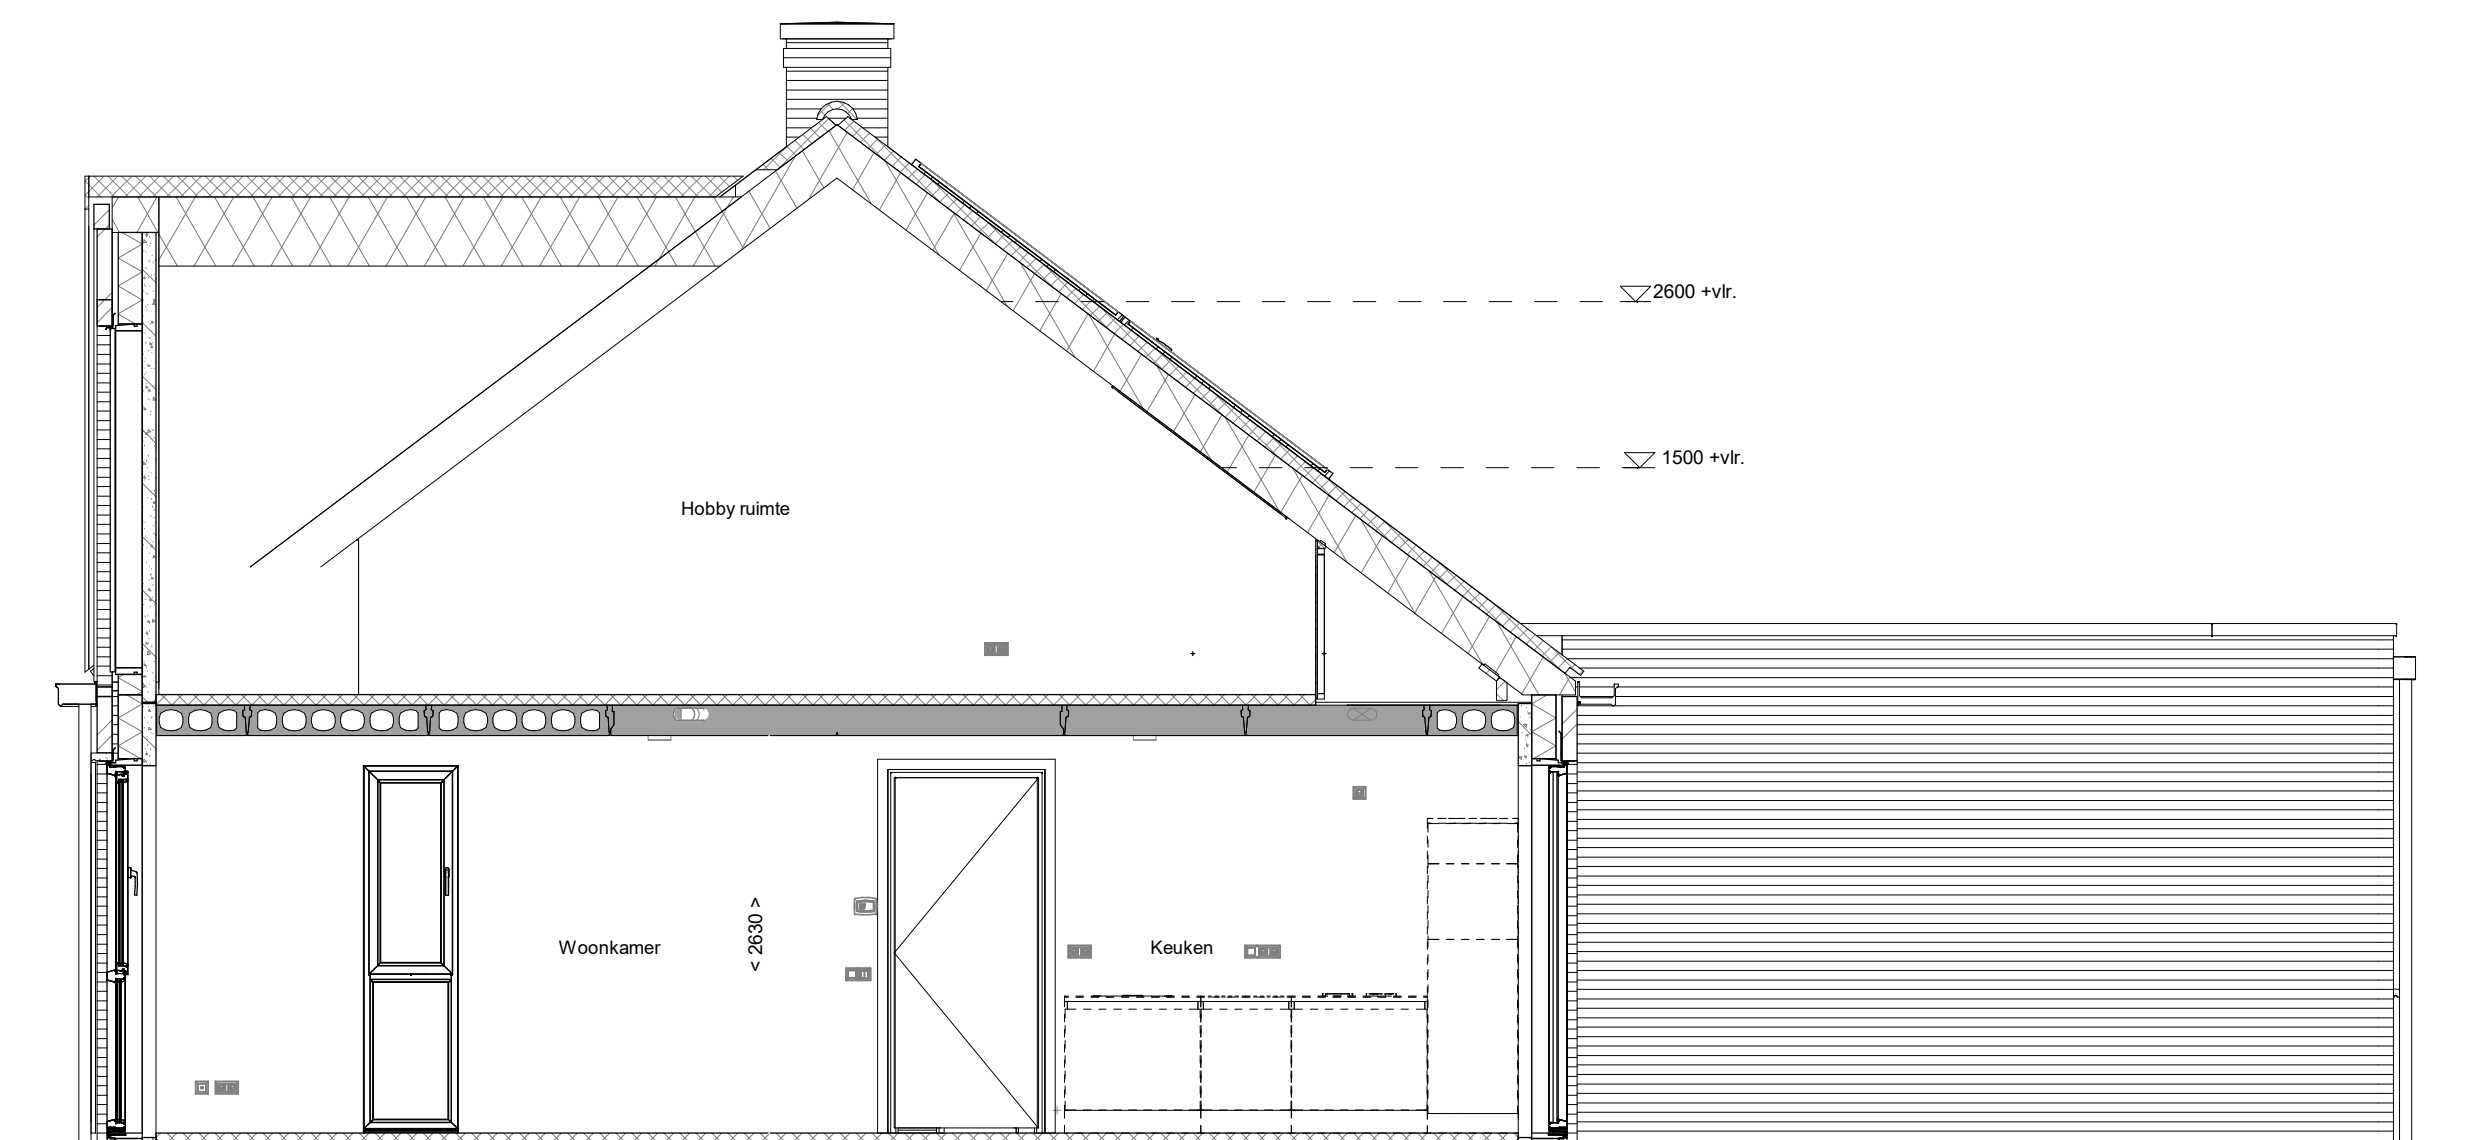 2600 +vlr.
1500 +vlr.
Hobby ruimte
< 2630 >
Woonkamer
Keuken